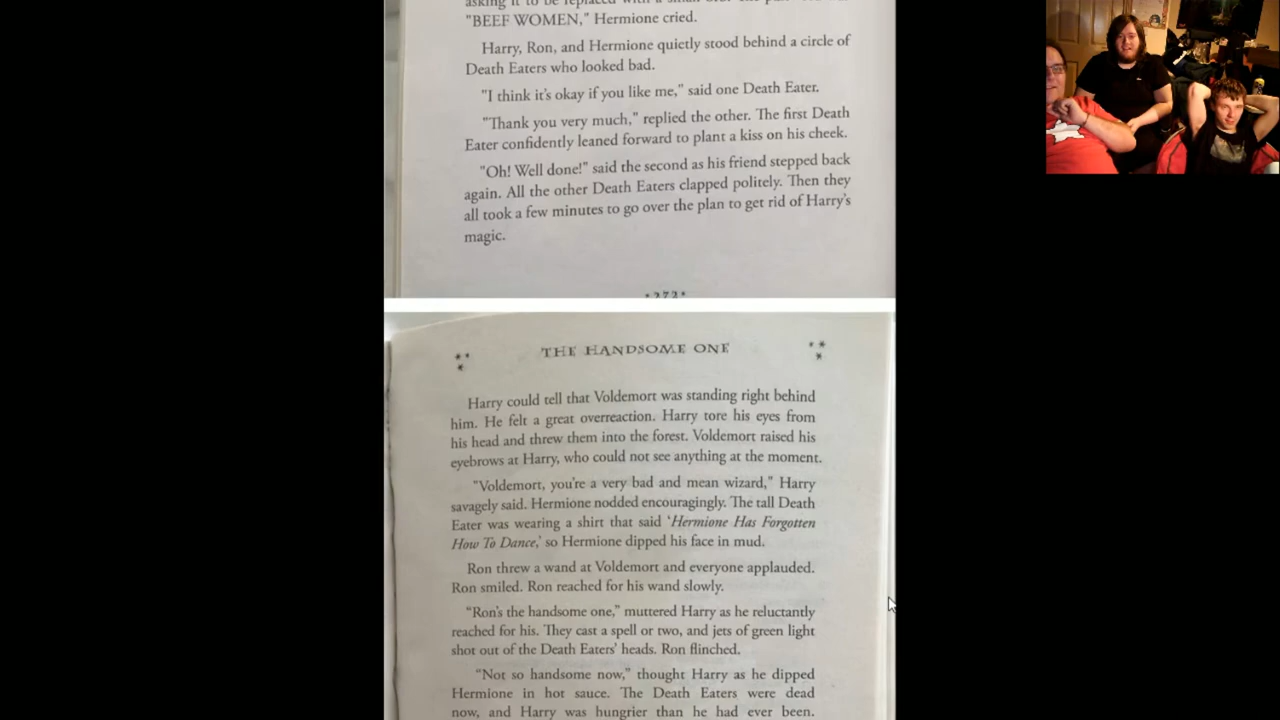 "BEEF WOMEN," Hermione cried.
Harry, Ron, and Hermione quietly stood behind a circle of
Death Eaters who looked bad.
"I think it's okay if you like me," said one Death Eater.
"Thank you very much," replied the other. The first Death
Eater confidently leaned forward to plant a kiss on his cheek.
"Oh! Well done!" said the second as his friend stepped back
again. All the other Death Eaters clapped politely. Then they
all took a few minutes to go over the plan to get rid of Harry's
magic.
THE HANDSOME ONE
Harry could tell that Voldemort was standing right behind
him. He felt a great overreaction. Harry tore his eyes from
his head and threw them into the forest. Voldemort raised his
eyebrows at Harry, who could not see anything at the moment.
"Voldemort, you're a very bad and mean wizard," Harry
savagely said. Hermione nodded encouragingly. The tall Death
Eater was wearing a shirt that said 'Hermione Has Forgotten
How To Dance,' so Hermione dipped his face in mud.
Ron threw a wand at Voldemort and everyone applauded.
Ron smiled. Ron reached for his wand slowly.
"Ron's the handsome one," muttered Harry as he reluctantly
reached for his. They cast a spell or two, and jets of green light
shot out of the Death Eaters' heads. Ron flinched.
"Not so handsome now," thought Harry as he dipped
Hermione in hot sauce. The Death Eaters were dead
now, and Harry was hungrier than he had ever been.